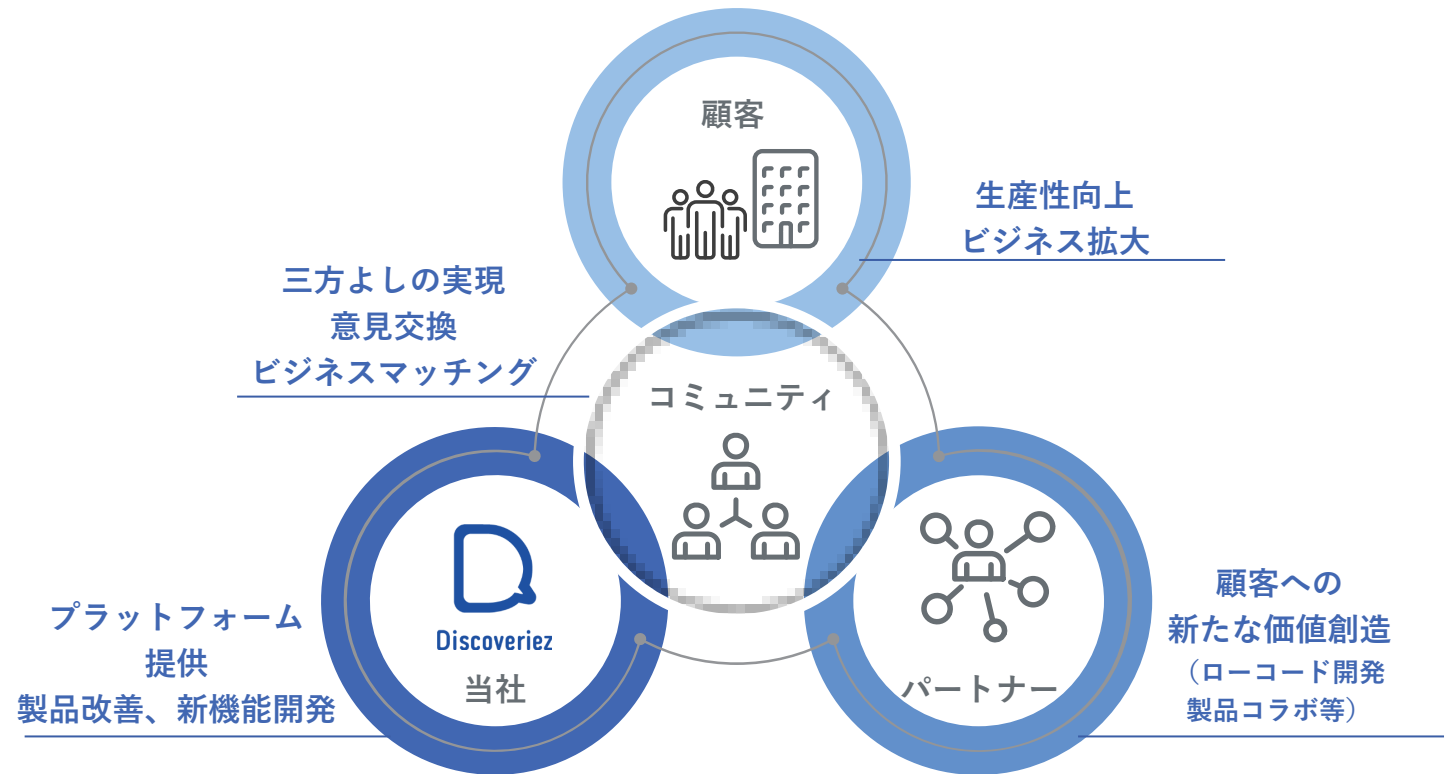 顧客
生産性向上
ビジネス拡大
三方よしの実現
意見交換
ビジネスマッチング
コミュニティ
Discoveriez
当社
プラットフォーム
提供
製品改善、新機能開発
パートナー
顧客への
新たな価値創造
（ローコード開発
製品コラボ等）